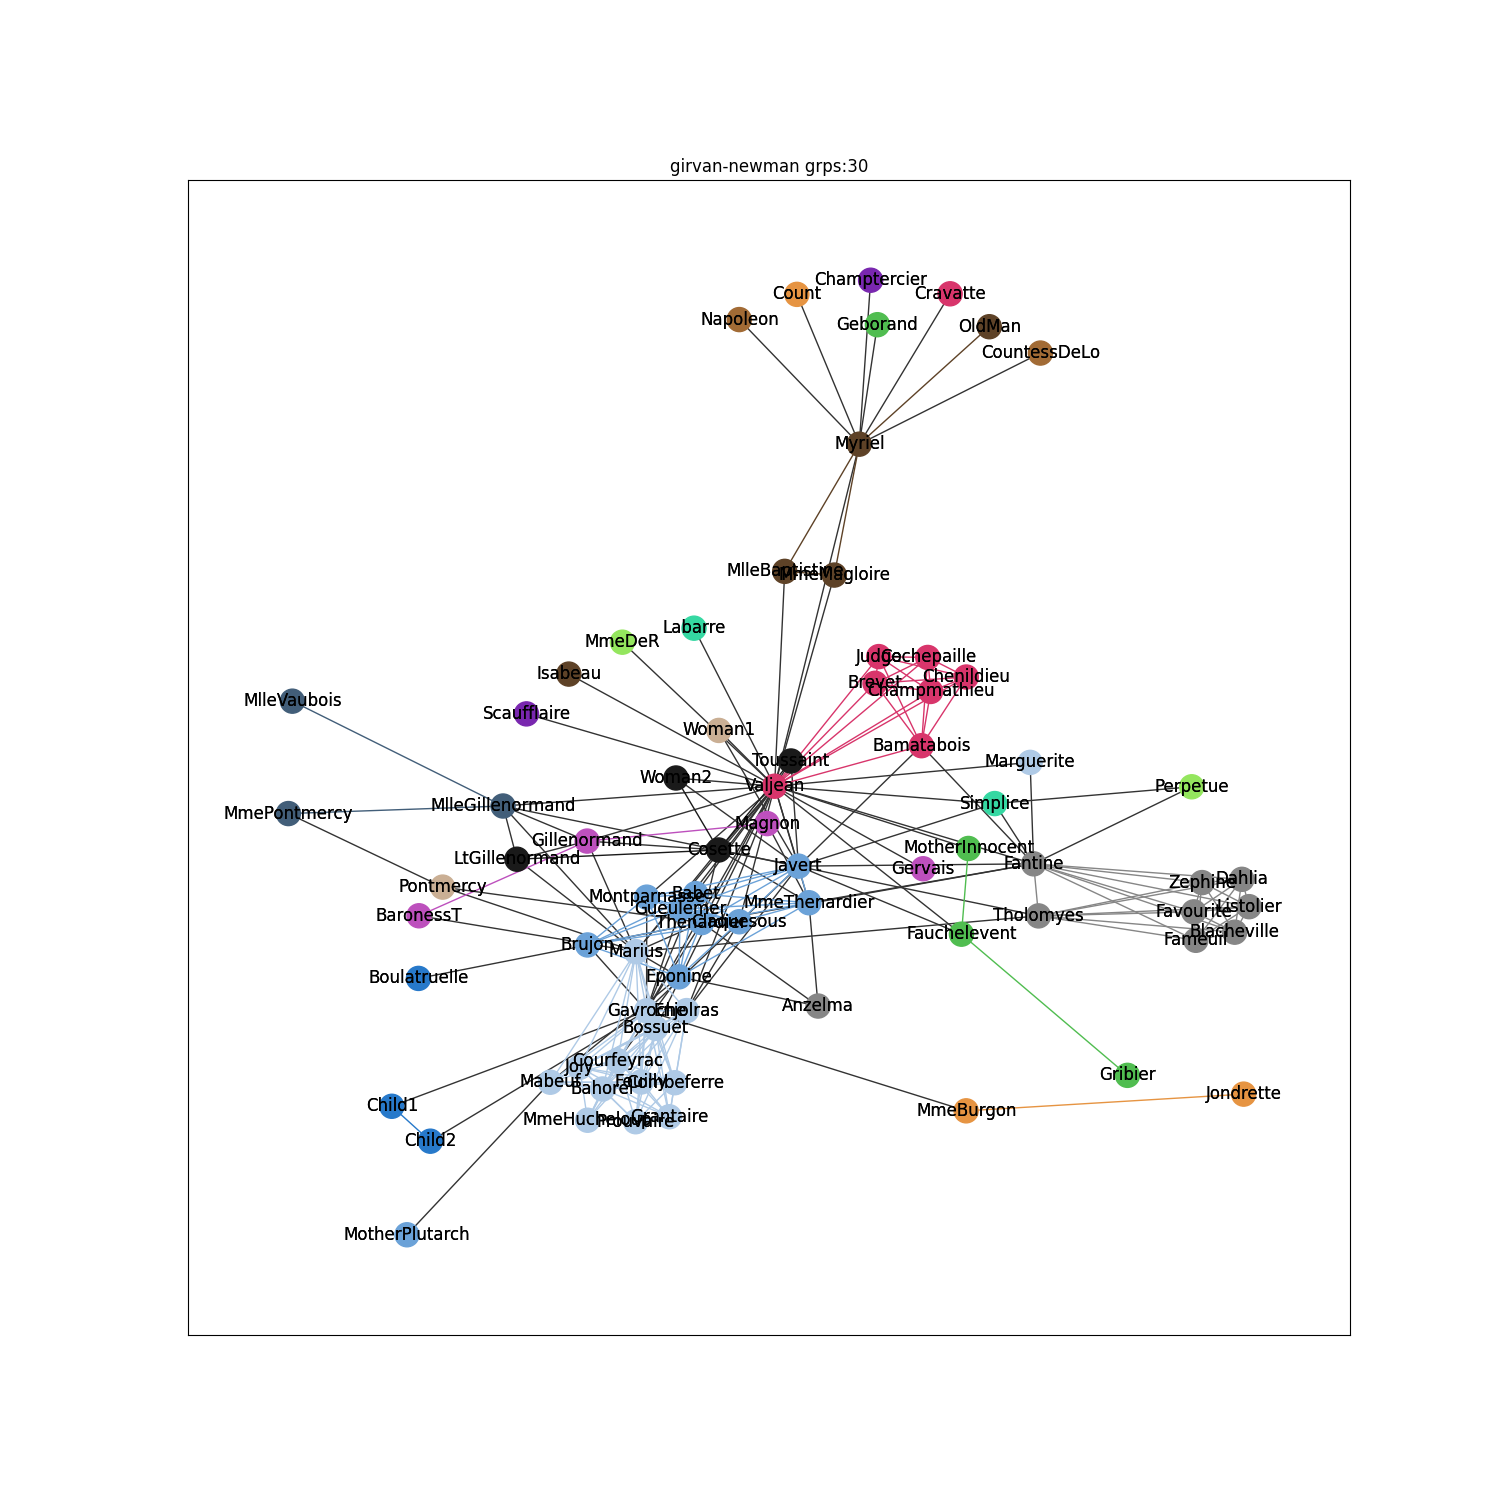 girvan-newman grps:30
Champtercier
Count
Cravatte
Napoleon
Geborand
OldMan
CountessDeLo
Myriel
MlleBaptistine
MmeMagloire
Labarre
MmeDeR
Judge
Cochepaille
Isabeau
Chenildieu
Brevet
Champmathieu
MlleVaubois
Scaufflaire
Woman1
Bamatabois
Toussaint
Marguerite
Woman2
Valjean
Perpetue
MlleGillenormand
Simplice
MmePontmercy
Magnon
Gillenormand
MotherInnocent
Cosette
LtGillenormand
Javert
Fantine
Gervais
Zephine
Dahlia
Pontmercy
Montparnasse
Babet
MmeThenardier
Gueulemer
Favourite
Listolier
BaronessT
Tholomyes
Thenardier
Claquesous
Fauchelevent
Blacheville
Fameuil
Brujon
Marius
Boulatruelle
Eponine
Anzelma
Gavroche
Enjolras
Bossuet
Courfeyrac
Joly
Gribier
Mabeuf
Feuilly
Combeferre
Bahorel
Jondrette
Child1
MmeBurgon
MmeHucheloup
Prouvaire
Grantaire
Child2
MotherPlutarch